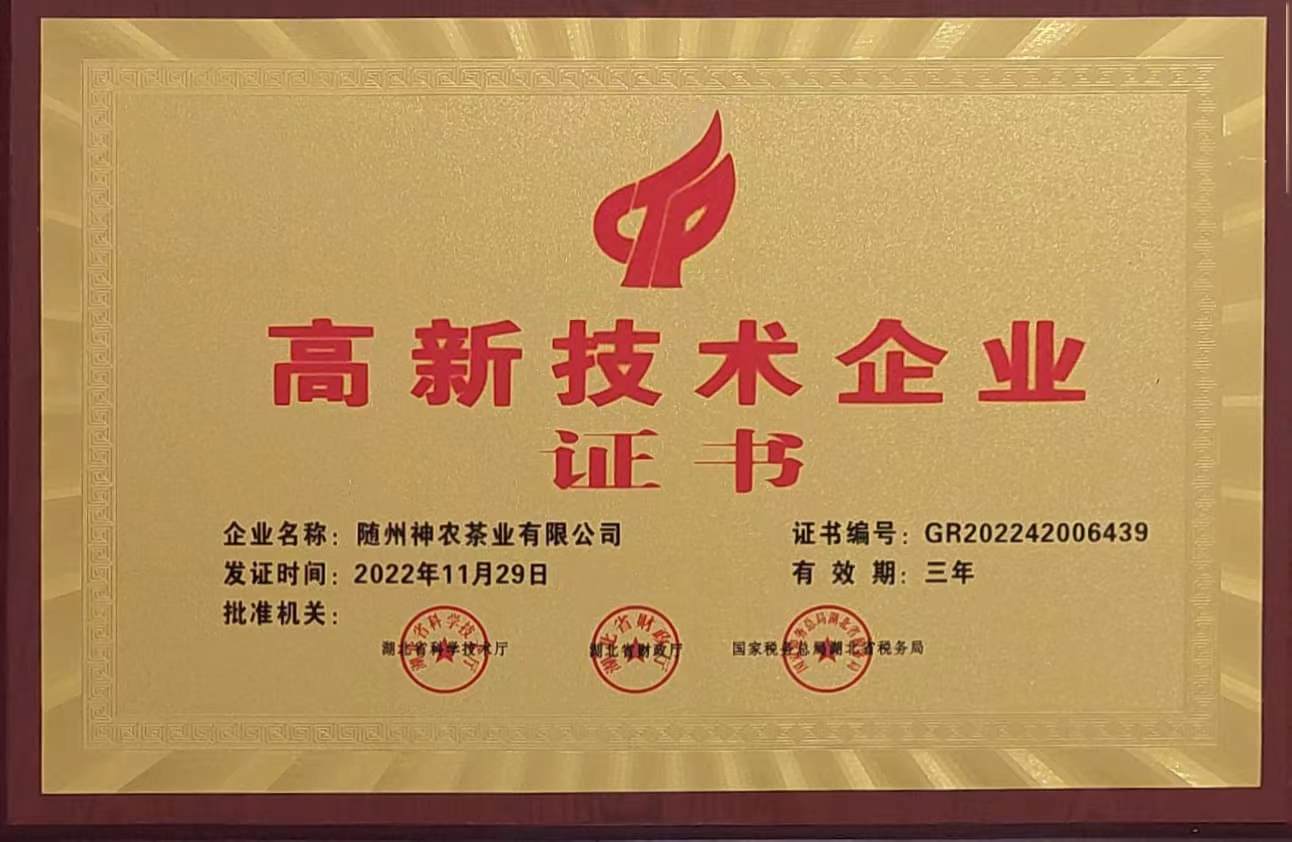 高新技术企业
证书
企业名称：随州神农茶业有限公司
证书编号：GR202242006439
发证时间：2022年11月29日
有 效 期：三年
批准机关：
湖北省科学技术厅
湖北省财政厅
国家税务总局湖北省税务局